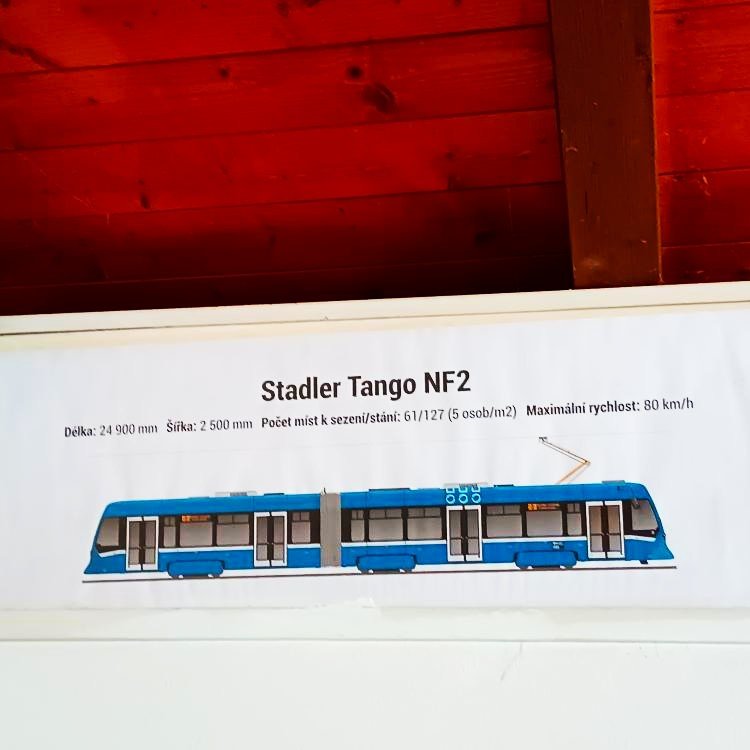 Stadler Tango NF2
Délka: 24 900 mm Šířka: 2 500 mm Počet míst k sezení/stání: 61/127 (5 osob/m2) Maximální rychlost: 80 km/h